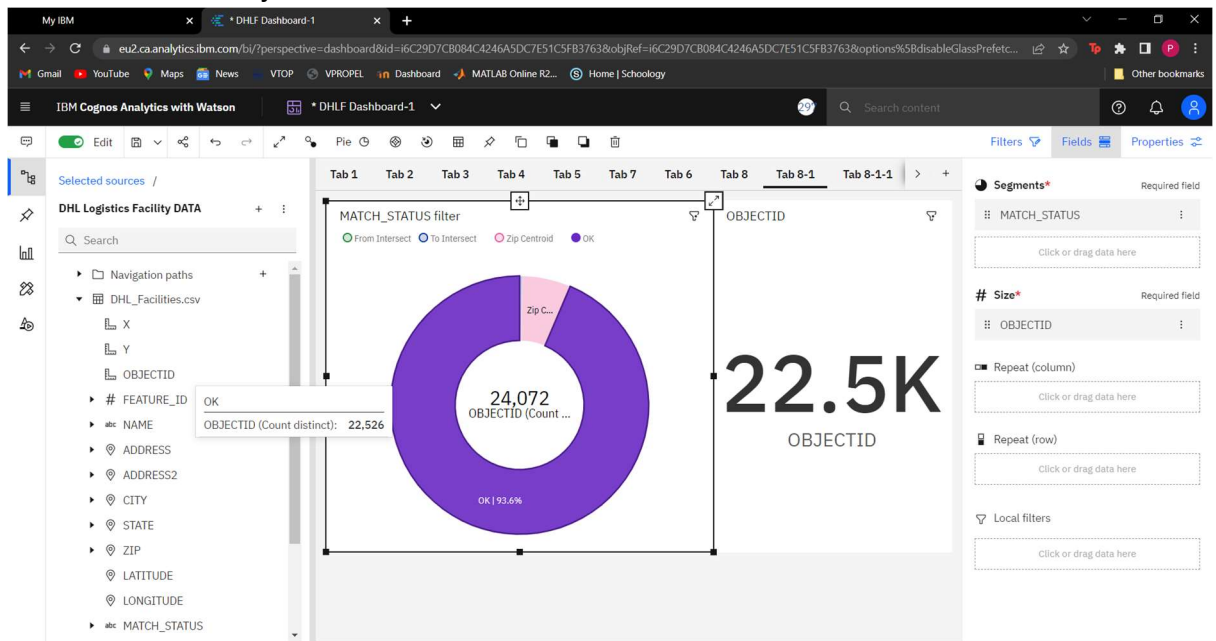 My IBM
* DHLF Dashboard-1
eu2.ca.analytics.ibm.com/bi/?perspective=dashboard&id=i6C29D7CB084C4246A5DC7E51C5FB3763&objRef=i6C29D7CB084C4246A5DC7E51C5FB3763&options%5BdisableGlassPrefetc...
Tp
P
Gmail YouTube Maps News VTOP VPROPEL Dashboard MATLAB Online R2... Home | Schoology Other bookmarks
IBM Cognos Analytics with Watson
* DHLF Dashboard-1
Search content
Edit
Pie
Filters
Fields
Properties
Selected sources /
DHL Logistics Facility DATA
Search
Navigation paths
DHL_Facilities.csv
X
Y
OBJECTID
# FEATURE_ID
abc NAME
ADDRESS
ADDRESS2
CITY
STATE
ZIP
LATITUDE
LONGITUDE
abc MATCH_STATUS
OK
OBJECTID (Count distinct): 22,526
Tab 1 Tab 2 Tab 3 Tab 4 Tab 5 Tab 7 Tab 6 Tab 8 Tab 8-1 Tab 8-1-1
MATCH_STATUS filter
From Intersect To Intersect Zip Centroid OK
Zip C...
24,072
OBJECTID (Count ...
OK | 93.6%
OBJECTID
22.5K
OBJECTID
Segments* Required field
MATCH_STATUS
Click or drag data here
# Size* Required field
OBJECTID
Repeat (column)
Click or drag data here
Repeat (row)
Click or drag data here
Local filters
Click or drag data here